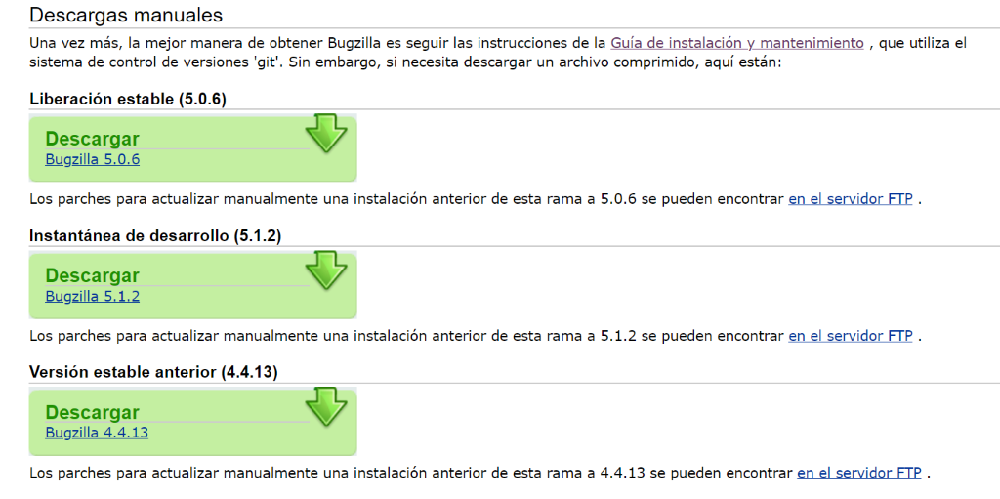 Descargas manuales
Una vez más, la mejor manera de obtener Bugzilla es seguir las instrucciones de la Guía de instalación y mantenimiento , que utiliza el
sistema de control de versiones 'git'. Sin embargo, si necesita descargar un archivo comprimido, aquí están:
Liberación estable (5.0.6)
Descargar
Bugzilla 5.0.6
Los parches para actualizar manualmente una instalación anterior de esta rama a 5.0.6 se pueden encontrar en el servidor FTP .
Instantánea de desarrollo (5.1.2)
Descargar
Bugzilla 5.1.2
Los parches para actualizar manualmente una instalación anterior de esta rama a 5.1.2 se pueden encontrar en el servidor FTP .
Versión estable anterior (4.4.13)
Descargar
Bugzilla 4.4.13
Los parches para actualizar manualmente una instalación anterior de esta rama a 4.4.13 se pueden encontrar en el servidor FTP .